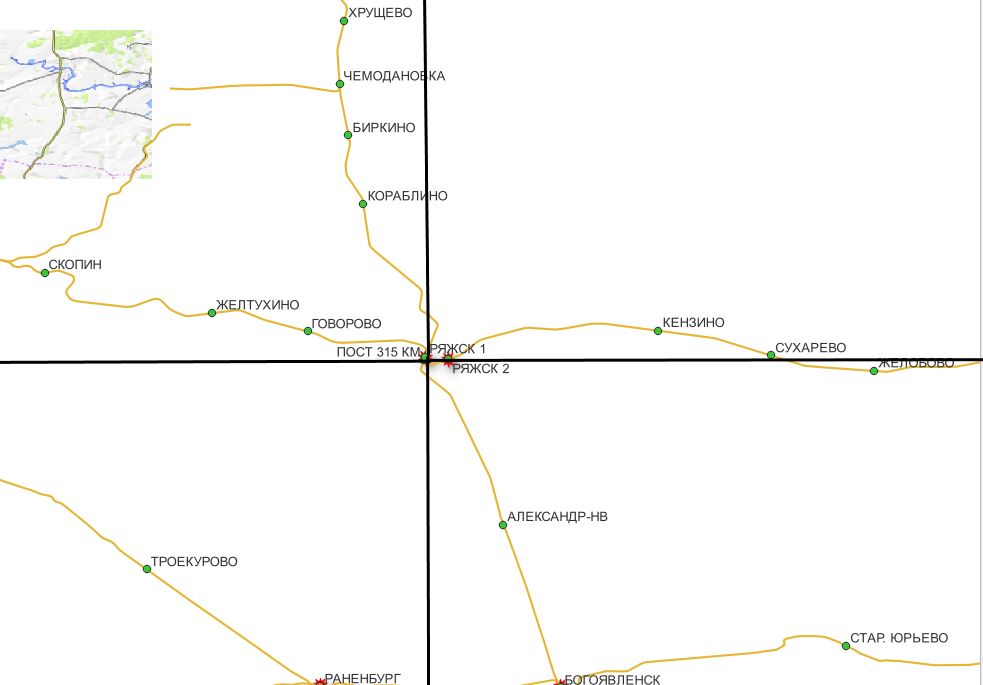 ХРУЩЕВО
ЧЕМОДАНОВКА
БИРКИНО
КОРАБЛИНО
СКОПИН
ЖЕЛТУХИНО
ГОВОРОВО
КЕНЗИНО
ПОСТ 315 КМ
РЯЖСК 1
СУХАРЕВО
РЯЖСК 2
ЖЕЛОБОВО
АЛЕКСАНДР-НВ
ТРОЕКУРОВО
СТАР. ЮРЬЕВО
РАНЕНБУРГ
БОГОЯВЛЕНСК